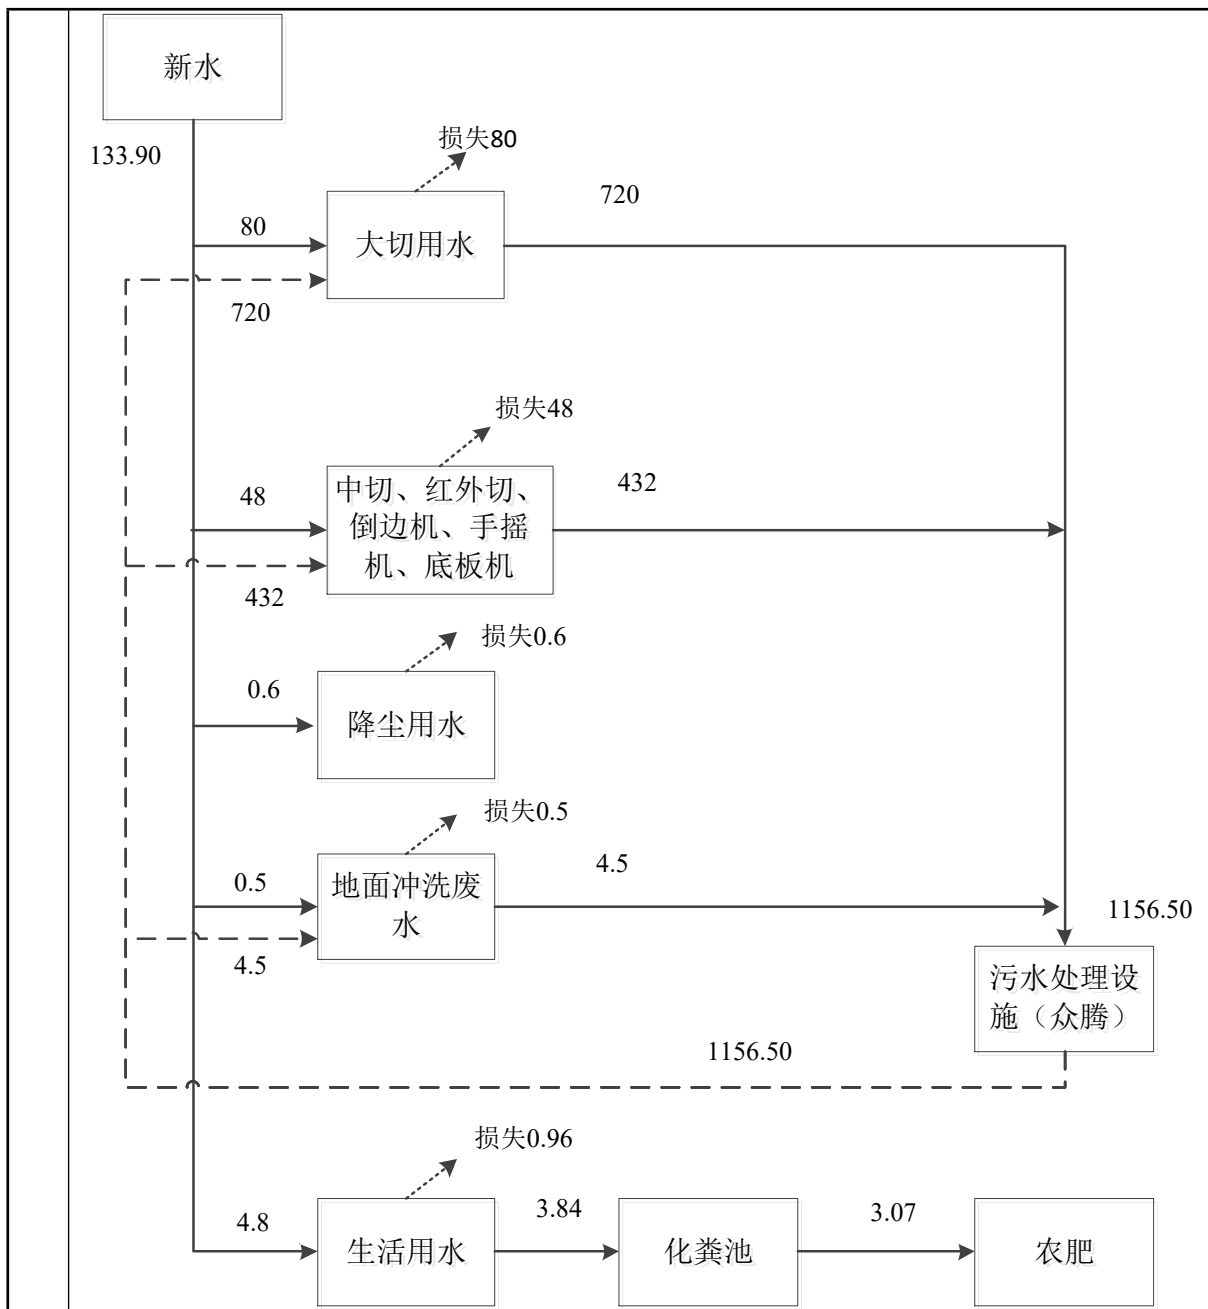 新水
133.90
损失80
720
80
大切用水
720
损失48
432
48
中切、红外切、
倒边机、手摇
机、底板机
432
损失0.6
0.6
降尘用水
损失0.5
4.5
0.5
地面冲洗废
水
4.5
1156.50
污水处理设
施（众腾）
1156.50
损失0.96
4.8
生活用水
3.84
化粪池
3.07
农肥